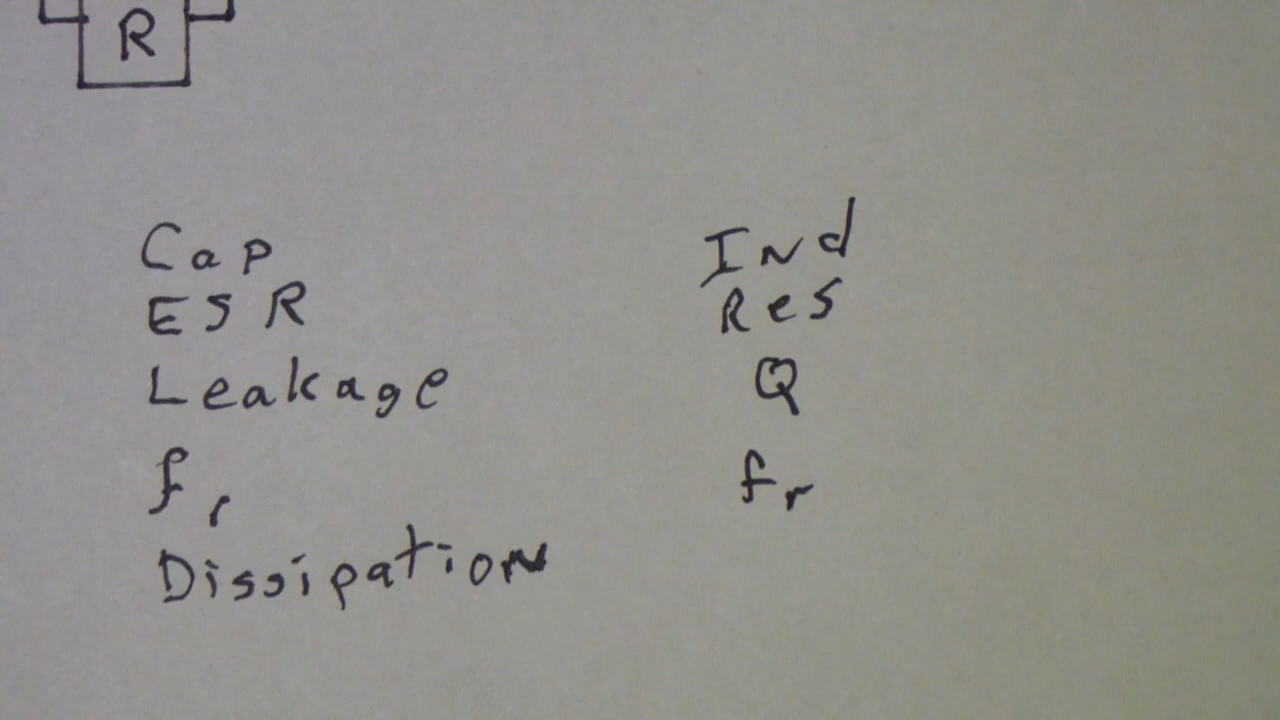 R
Cap
ESR
Leakage
fr
Dissipation
Ind
Res
Q
fr